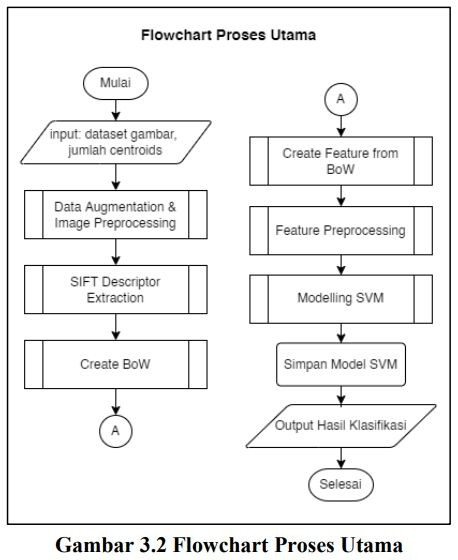 Flowchart Proses Utama
Mulai
input: dataset gambar,
jumlah centroids
Data Augmentation &
Image Preprocessing
SIFT Descriptor
Extraction
Create BoW
A
A
Create Feature from
BoW
Feature Preprocessing
Modelling SVM
Simpan Model SVM
Output Hasil Klasifikasi
Selesai
Gambar 3.2 Flowchart Proses Utama